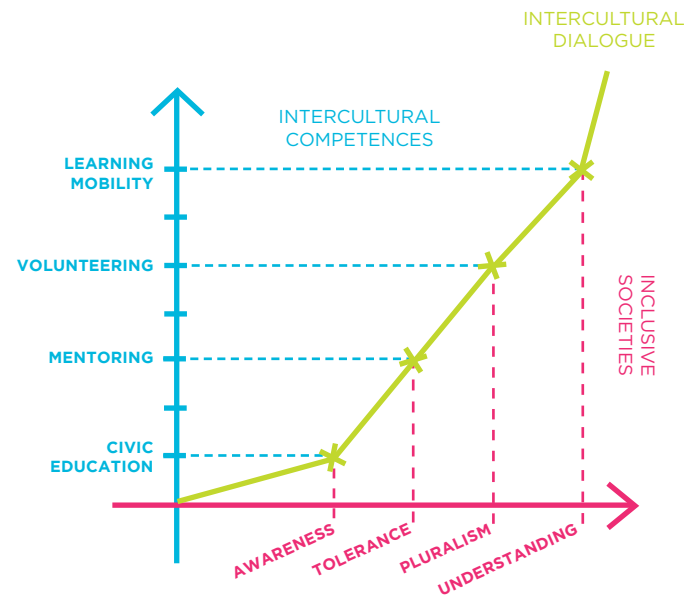 INTERCULTURAL
DIALOGUE
INTERCULTURAL
COMPETENCES
LEARNING
MOBILITY
VOLUNTEERING
MENTORING
CIVIC
EDUCATION
INCLUSIVE
SOCIETIES
AWARENESS
TOLERANCE
PLURALISM
UNDERSTANDING